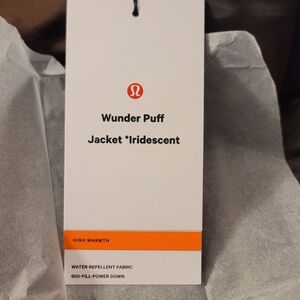 Wunder Puff
Jacket *Iridescent
HIGH WARMTH
WATER-REPELLENT FABRIC
600-FILL-POWER DOWN